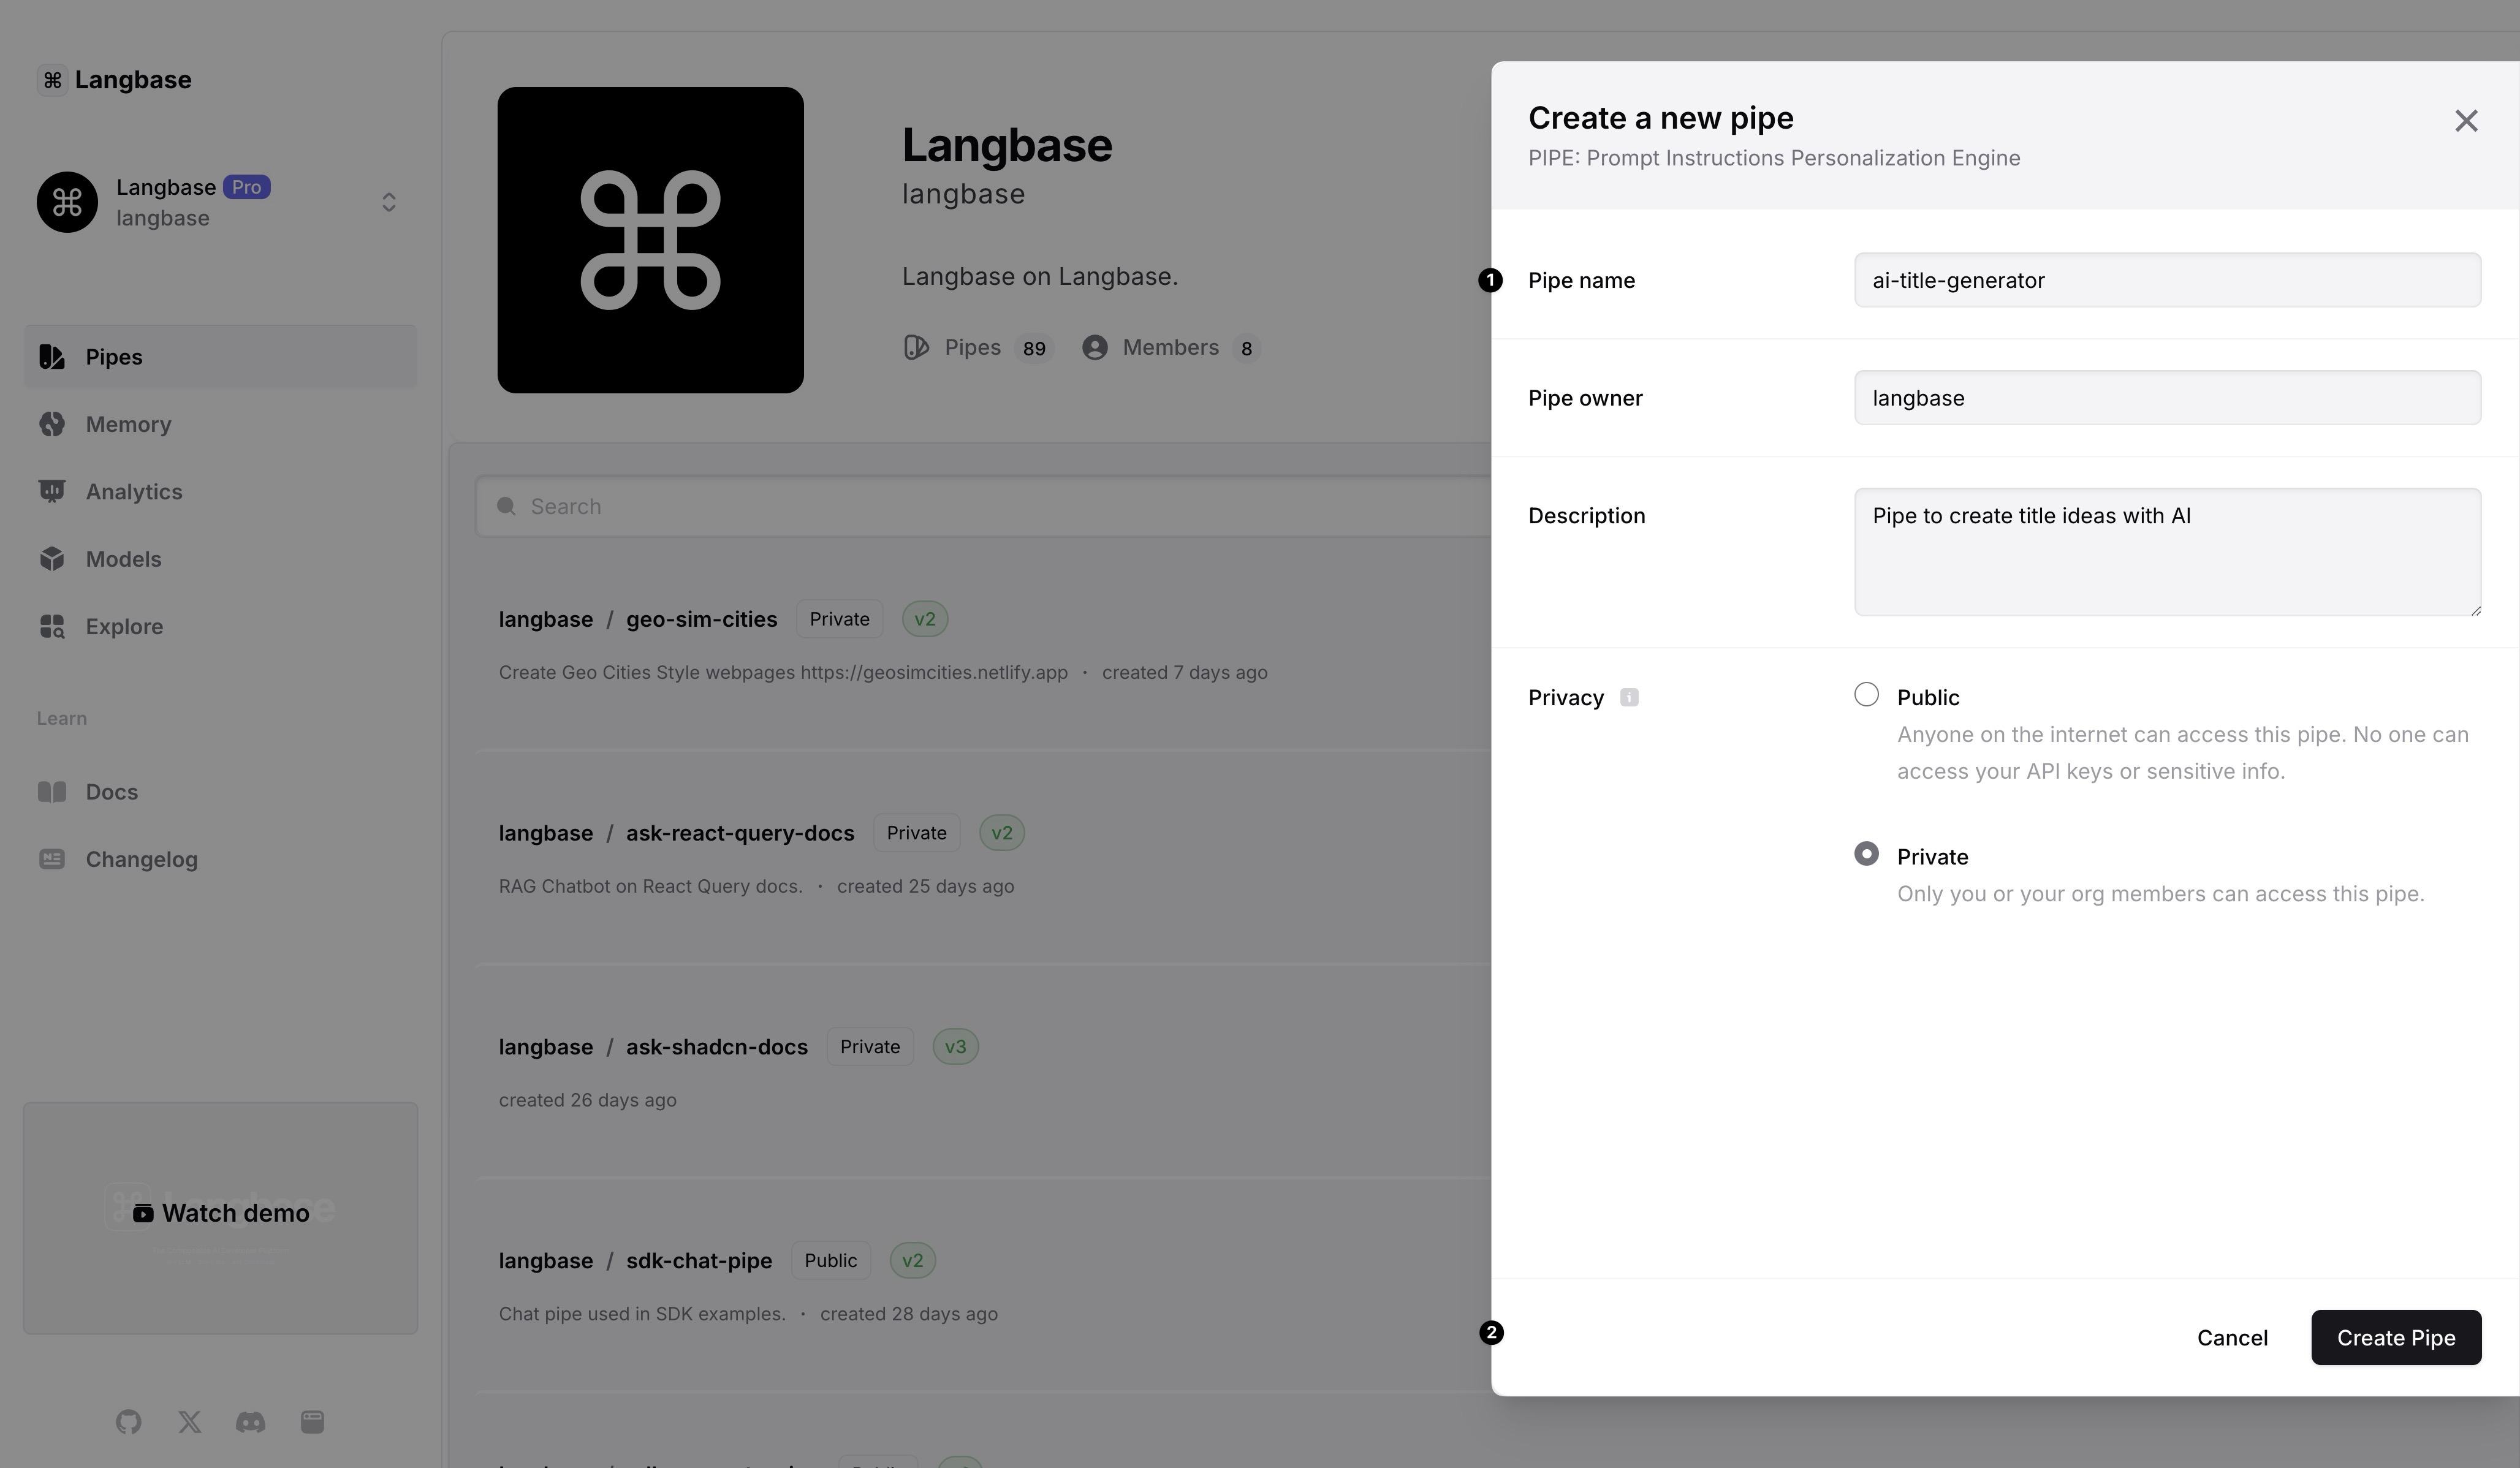 Langbase
Langbase Pro
langbase
Pipes
Memory
Analytics
Models
Explore
Learn
Docs
Changelog
Watch demo
Langbase
langbase
Langbase on Langbase.
Pipes 89 Members 8
Search
langbase / geo-sim-cities Private v2
Create Geo Cities Style webpages https://geosimcities.netlify.app · created 7 days ago
langbase / ask-react-query-docs Private v2
RAG Chatbot on React Query docs. · created 25 days ago
langbase / ask-shadcn-docs Private v3
created 26 days ago
langbase / sdk-chat-pipe Public v2
Chat pipe used in SDK examples. · created 28 days ago
Create a new pipe
PIPE: Prompt Instructions Personalization Engine
1 Pipe name ai-title-generator
Pipe owner langbase
Description Pipe to create title ideas with AI
Privacy Public
Anyone on the internet can access this pipe. No one can
access your API keys or sensitive info.
Private
Only you or your org members can access this pipe.
2 Cancel Create Pipe